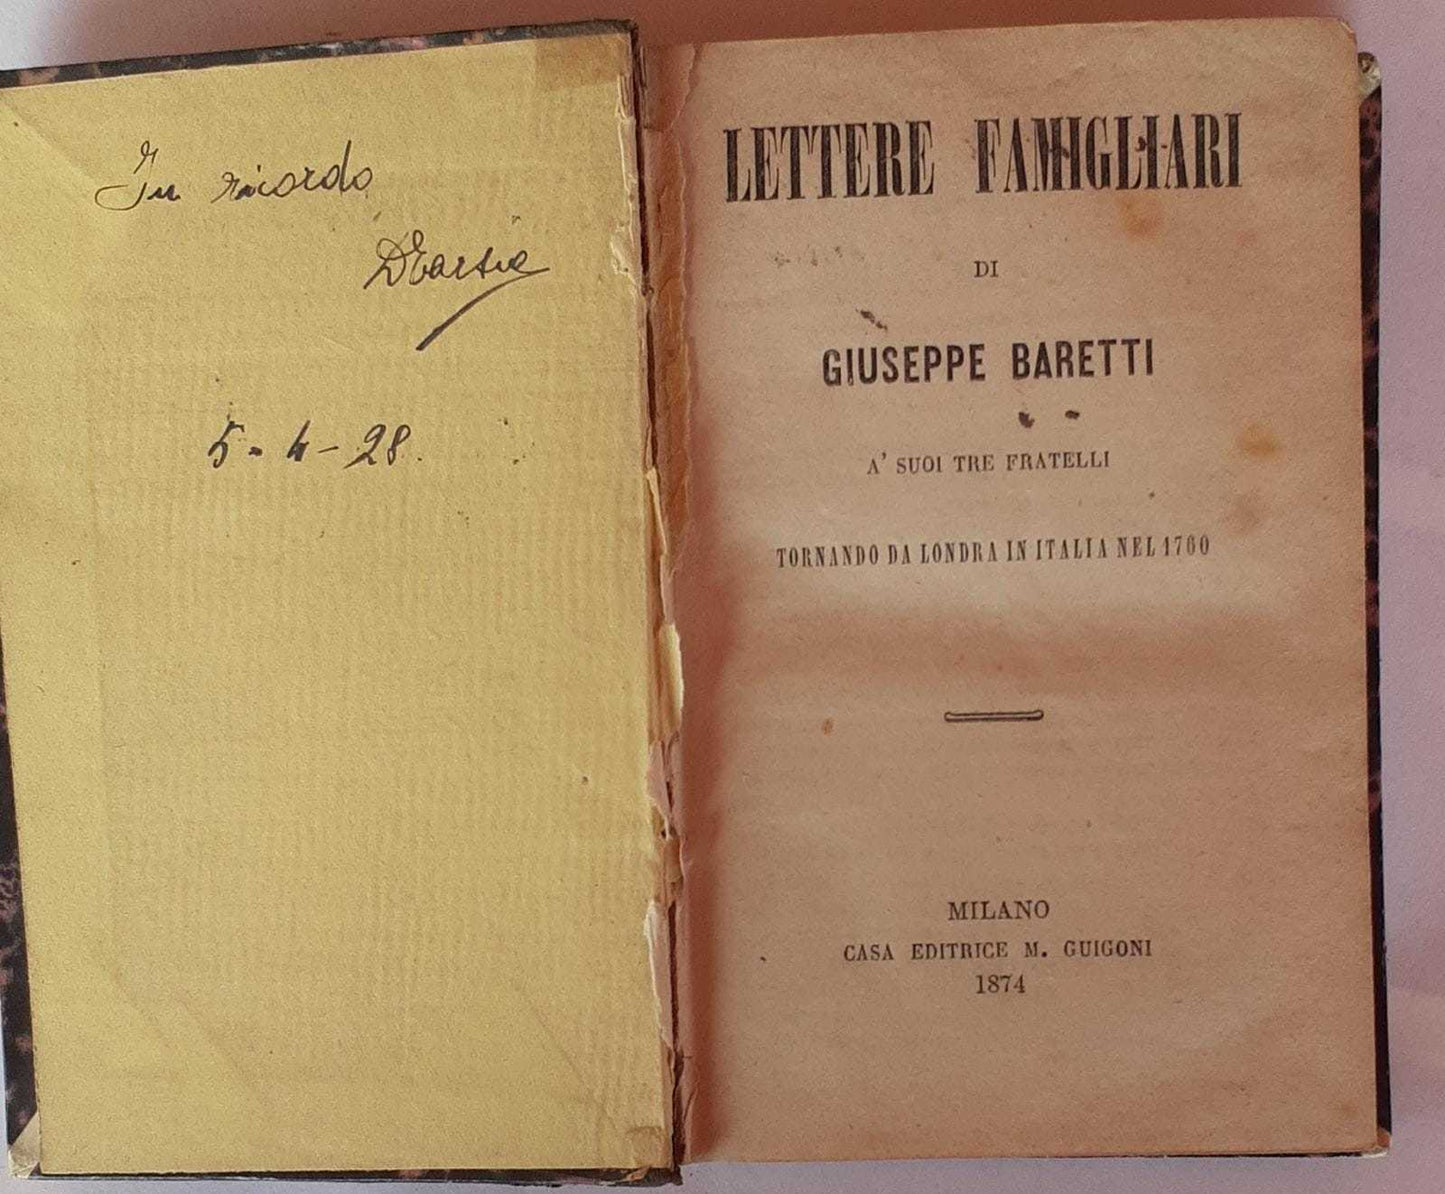 In ricordo
5-4-28.
LETTERE FAMIGLIARI
DI
GIUSEPPE BARETTI
A' SUOI TRE FRATELLI
TORNANDO DA LONDRA IN ITALIA NEL 1760
MILANO
CASA EDITRICE M. GUIGONI
1874